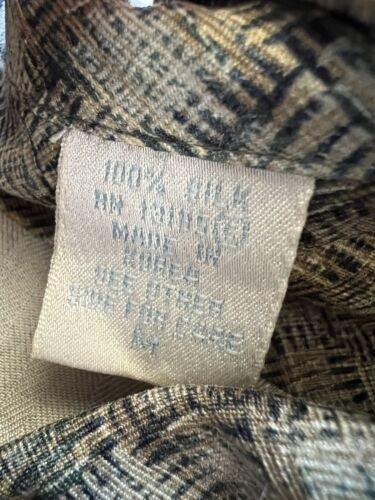 100% SILK
RN
MADE IN
KOREA
SEE OTHER
SIDE FOR CARE
M